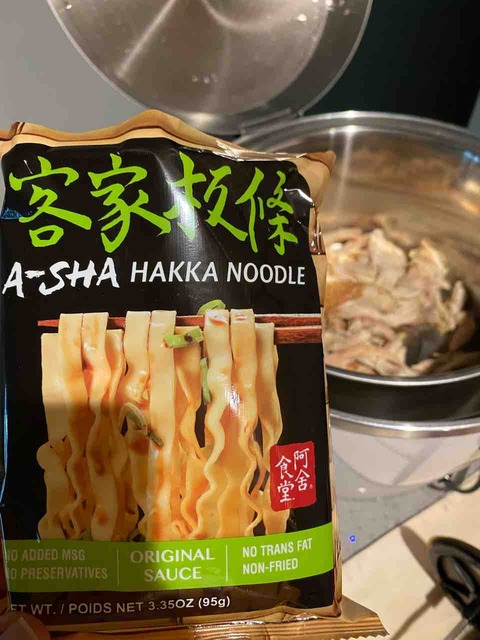 客家板條
A-SHA HAKKA NOODLE
阿舍
食堂
NO ADDED MSG
NO PRESERVATIVES
ORIGINAL
SAUCE
NO TRANS FAT
NON-FRIED
ET WT. / POIDS NET 3.35OZ (95g)